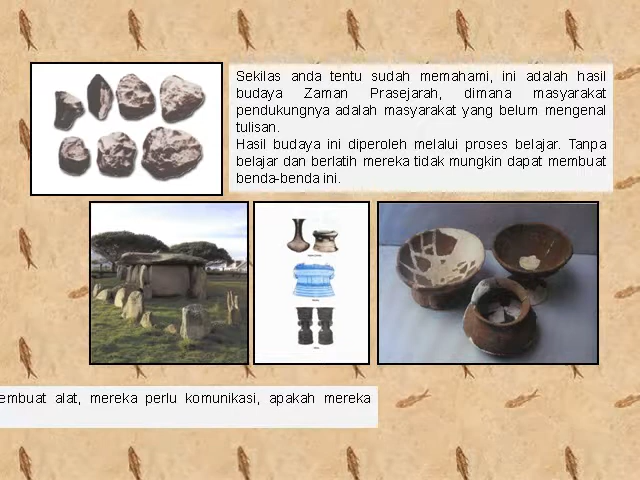 Sekilas anda tentu sudah memahami, ini adalah hasil
budaya Zaman Prasejarah, dimana masyarakat
pendukungnya adalah masyarakat yang belum mengenal
tulisan.
Hasil budaya ini diperoleh melalui proses belajar. Tanpa
belajar dan berlatih mereka tidak mungkin dapat membuat
benda-benda ini.
embuat alat, mereka perlu komunikasi, apakah mereka